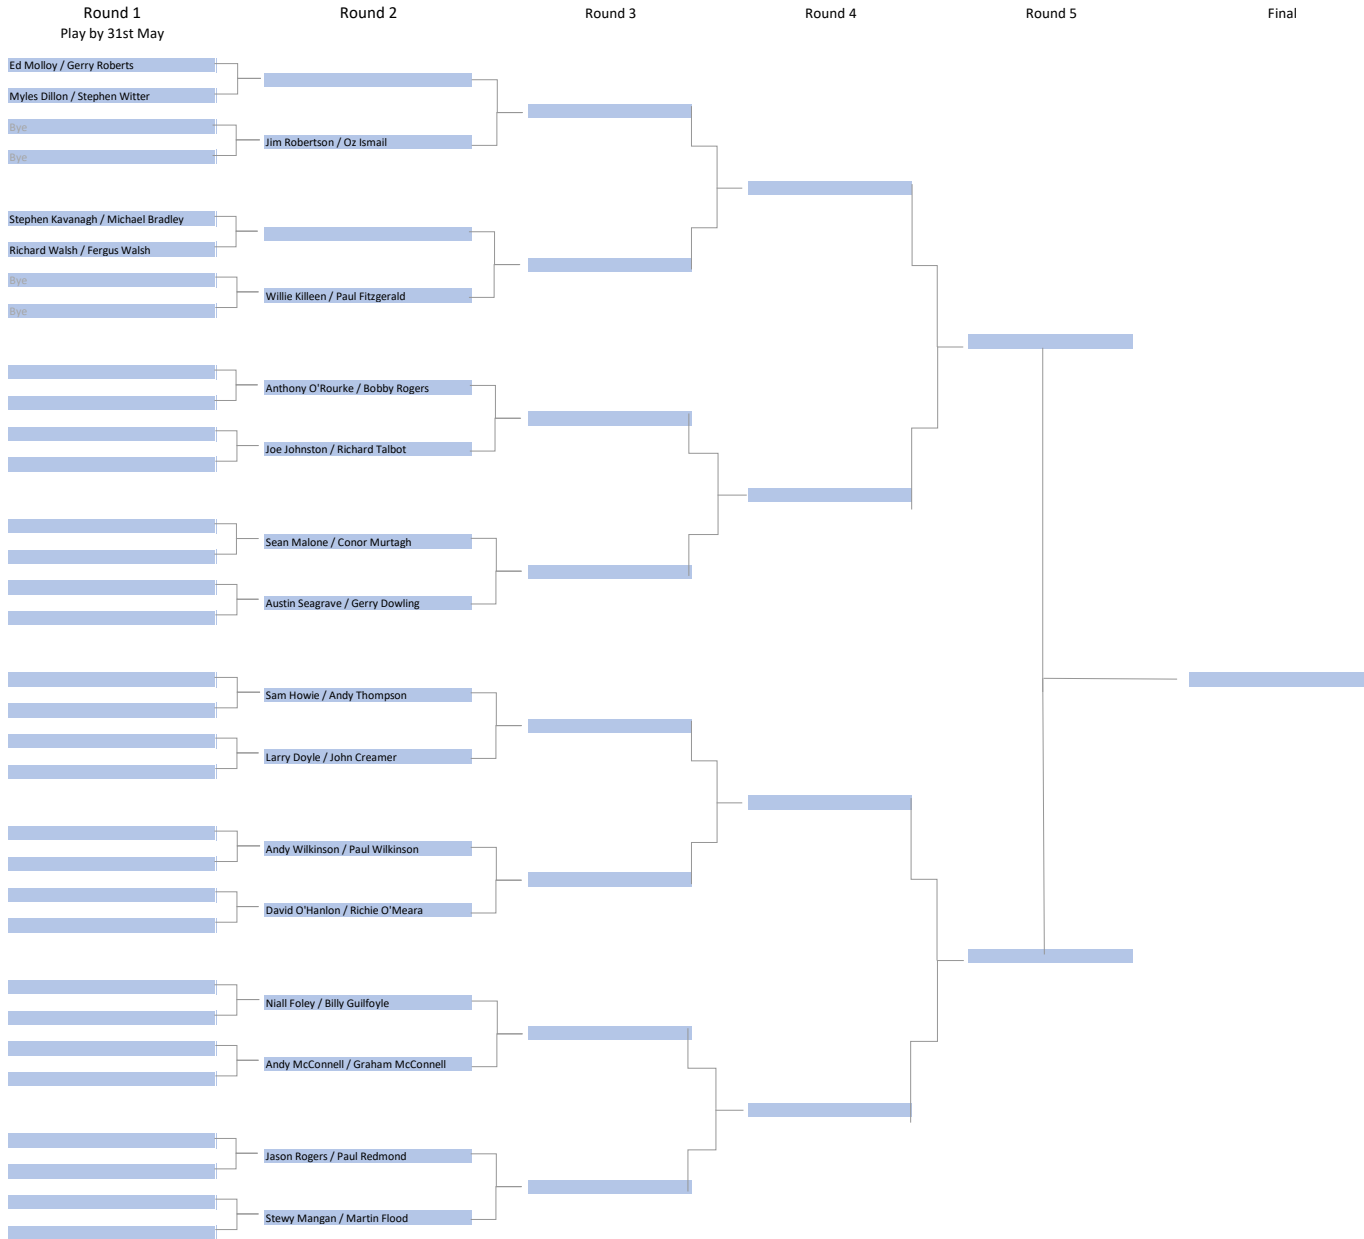 Round 1
Round 2
Round 3
Round 4
Round 5
Final
Play by 31st May
Ed Molloy / Gerry Roberts
Myles Dillon / Stephen Witter
Bye
Jim Robertson / Oz Ismail
Bye
Stephen Kavanagh / Michael Bradley
Richard Walsh / Fergus Walsh
Bye
Willie Killeen / Paul Fitzgerald
Bye
Anthony O'Rourke / Bobby Rogers
Joe Johnston / Richard Talbot
Sean Malone / Conor Murtagh
Austin Seagrave / Gerry Dowling
Sam Howie / Andy Thompson
Larry Doyle / John Creamer
Andy Wilkinson / Paul Wilkinson
David O'Hanlon / Richie O'Meara
Niall Foley / Billy Guilfoyle
Andy McConnell / Graham McConnell
Jason Rogers / Paul Redmond
Stewy Mangan / Martin Flood